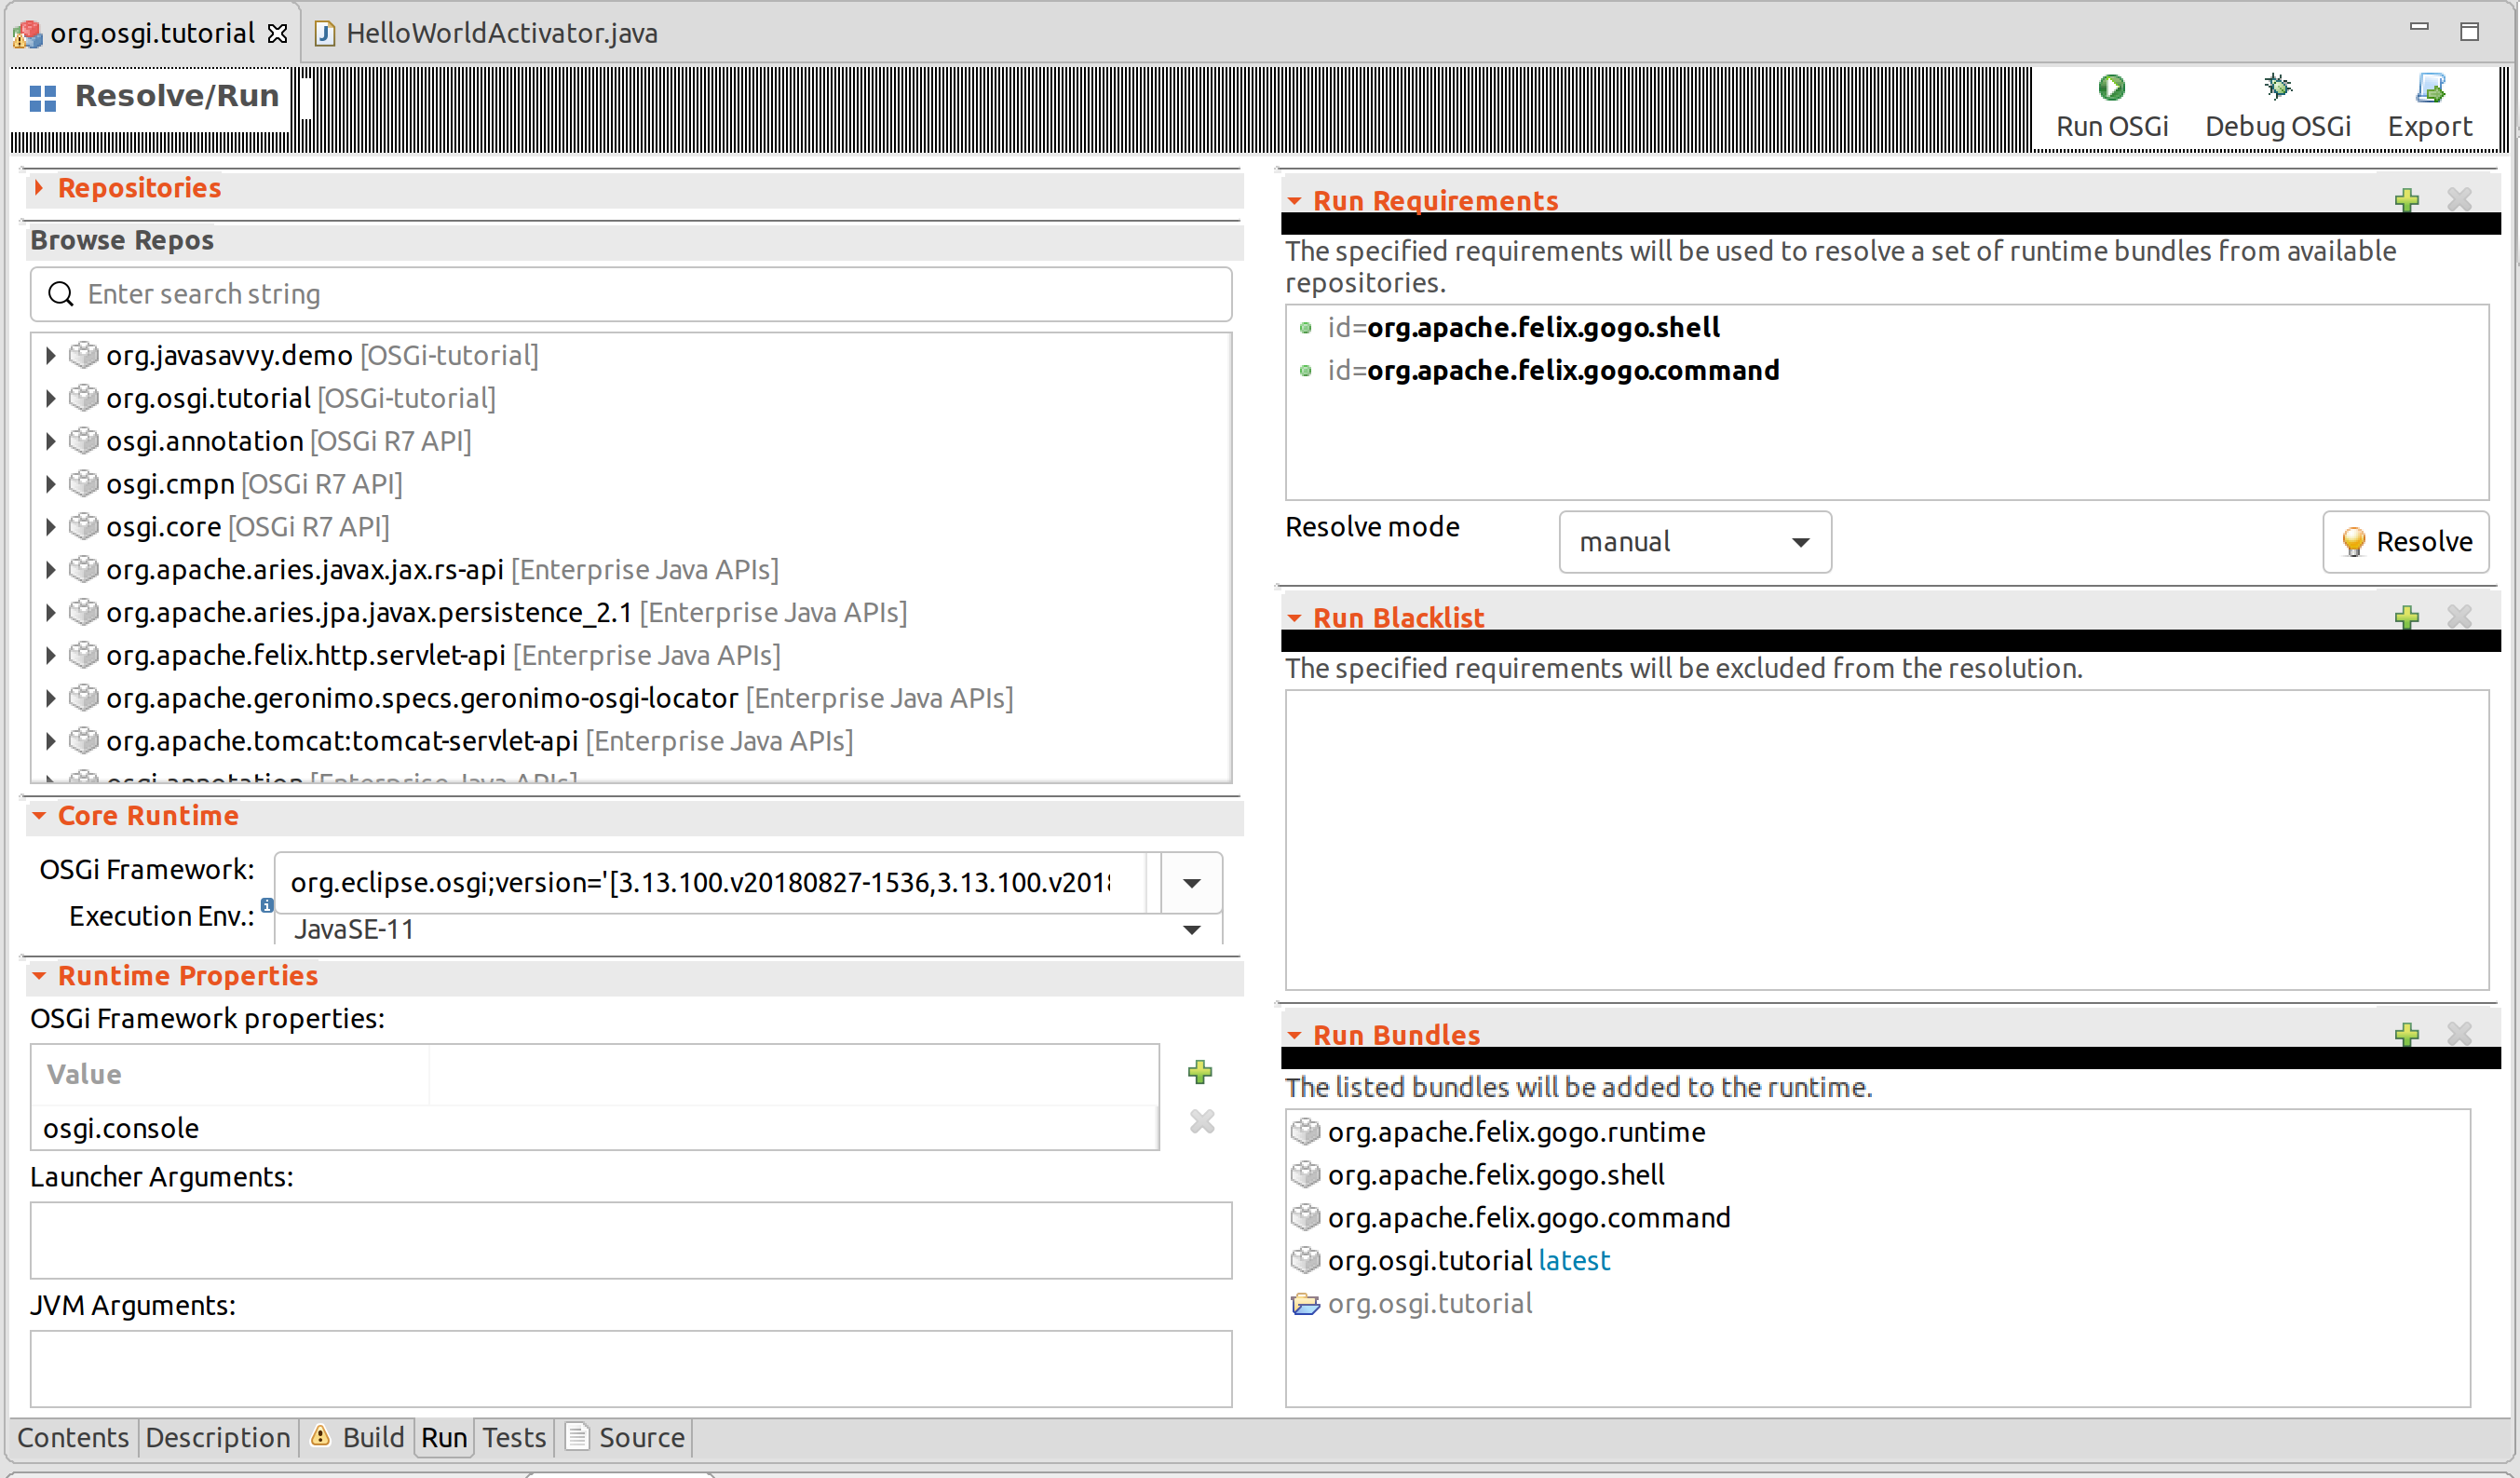 org.osgi.tutorial
HelloWorldActivator.java
Resolve/Run
Run OSGi
Debug OSGi
Export
Repositories
Browse Repos
Enter search string
org.javasavvy.demo [OSGi-tutorial]
org.osgi.tutorial [OSGi-tutorial]
osgi.annotation [OSGi R7 API]
osgi.cmpn [OSGi R7 API]
osgi.core [OSGi R7 API]
org.apache.aries.javax.jax.rs-api [Enterprise Java APIs]
org.apache.aries.jpa.javax.persistence_2.1 [Enterprise Java APIs]
org.apache.felix.http.servlet-api [Enterprise Java APIs]
org.apache.geronimo.specs.geronimo-osgi-locator [Enterprise Java APIs]
org.apache.tomcat:tomcat-servlet-api [Enterprise Java APIs]
osgi.annotation [Enterprise Java APIs]
Core Runtime
OSGi Framework:
org.eclipse.osgi;version='[3.13.100.v20180827-1536,3.13.100.v201
Execution Env.:
JavaSE-11
Runtime Properties
OSGi Framework properties:
Value
osgi.console
Launcher Arguments:
JVM Arguments:
Run Requirements
The specified requirements will be used to resolve a set of runtime bundles from available
repositories.
id=org.apache.felix.gogo.shell
id=org.apache.felix.gogo.command
Resolve mode
manual
Resolve
Run Blacklist
The specified requirements will be excluded from the resolution.
Run Bundles
The listed bundles will be added to the runtime.
org.apache.felix.gogo.runtime
org.apache.felix.gogo.shell
org.apache.felix.gogo.command
org.osgi.tutorial latest
org.osgi.tutorial
Contents
Description
Build
Run
Tests
Source